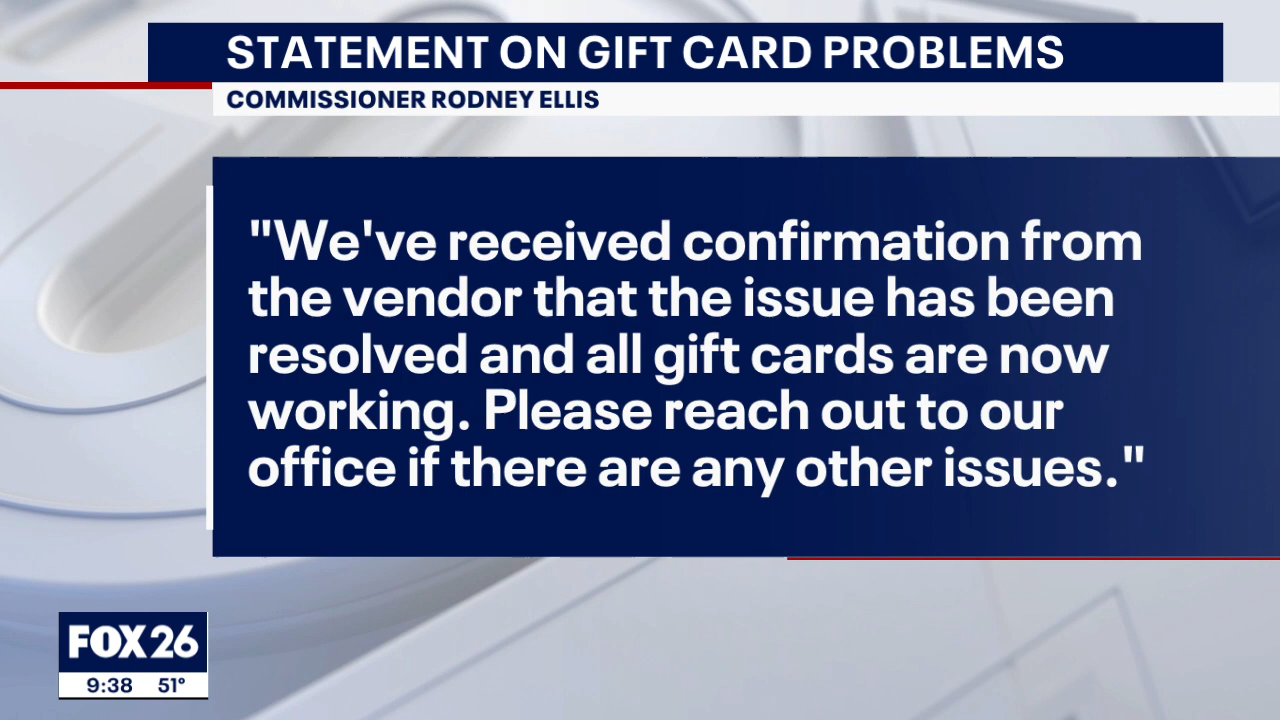 STATEMENT ON GIFT CARD PROBLEMS
COMMISSIONER RODNEY ELLIS
"We've received confirmation from
the vendor that the issue has been
resolved and all gift cards are now
working. Please reach out to our
office if there are any other issues."
FOX 26
9:38 51°